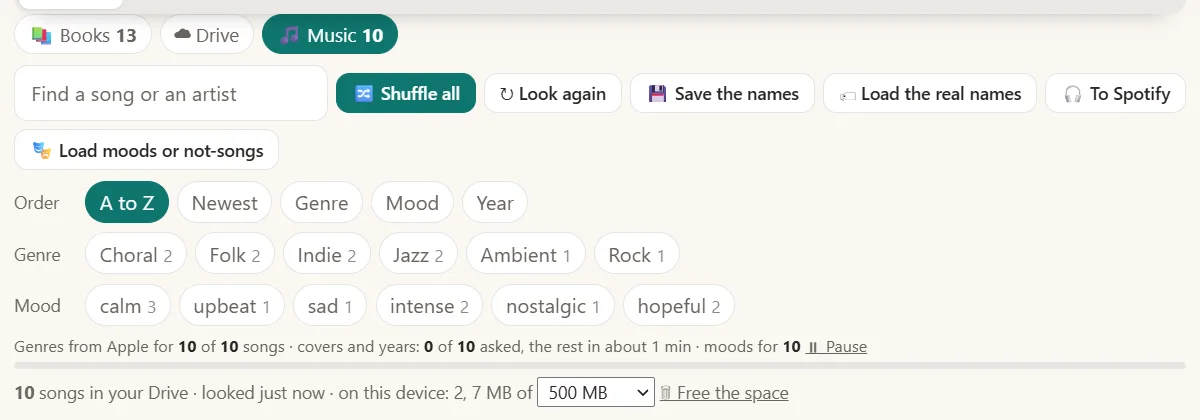 Books 13 Drive Music 10
Find a song or an artist Shuffle all Look again Save the names Load the real names To Spotify
Load moods or not-songs
Order A to Z Newest Genre Mood Year
Genre Choral 2 Folk 2 Indie 2 Jazz 2 Ambient 1 Rock 1
Mood calm 3 upbeat 1 sad 1 intense 2 nostalgic 1 hopeful 2
Genres from Apple for 10 of 10 songs · covers and years: 0 of 10 asked, the rest in about 1 min · moods for 10 Pause
10 songs in your Drive · looked just now · on this device: 2, 7 MB of 500 MB Free the space